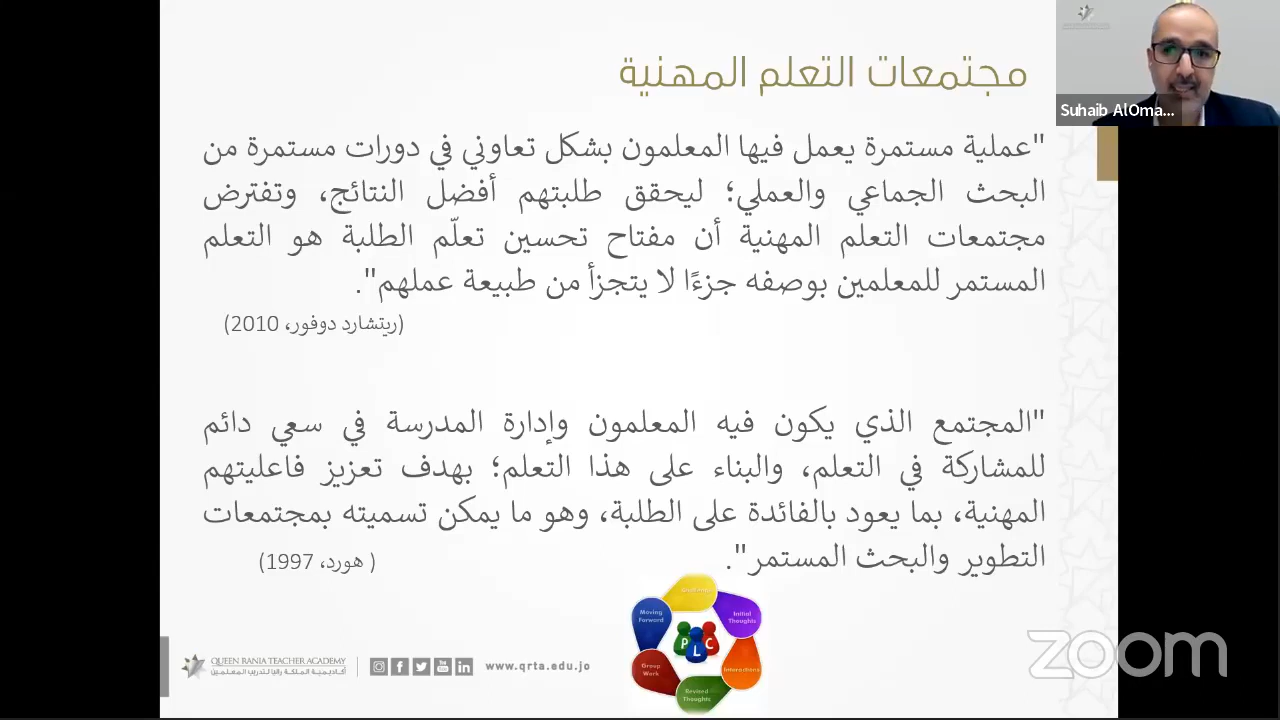 مجتمعات التعلم المهنية
Suhaib AlOma...
"عملية مستمرة يعمل فيها المعلمون بشكل تعاوني في دورات مستمرة من
البحث الجماعي والعملي؛ ليحقق طلبتهم أفضل النتائج، وتفترض
مجتمعات التعلم المهنية أن مفتاح تحسين تعلّم الطلبة هو التعلم
المستمر للمعلمين بوصفه جزءًا لا يتجزأ من طبيعة عملهم".
(ريتشارد دوفور، 2010)
"المجتمع الذي يكون فيه المعلمون وإدارة المدرسة في سعي دائم
للمشاركة في التعلم، والبناء على هذا التعلم؛ بهدف تعزيز فاعليتهم
المهنية، بما يعود بالفائدة على الطلبة، وهو ما يمكن تسميته بمجتمعات
التطوير والبحث المستمر".
( هورد، 1997)
Moving
Forward
Initial
Thoughts
PLC
Group
Work
Interactions
Revised
Thoughts
QUEEN RANIA TEACHER ACADEMY
أكاديمية الملكة رانيا لتدريب المعلمين
www.qrta.edu.jo
zoom